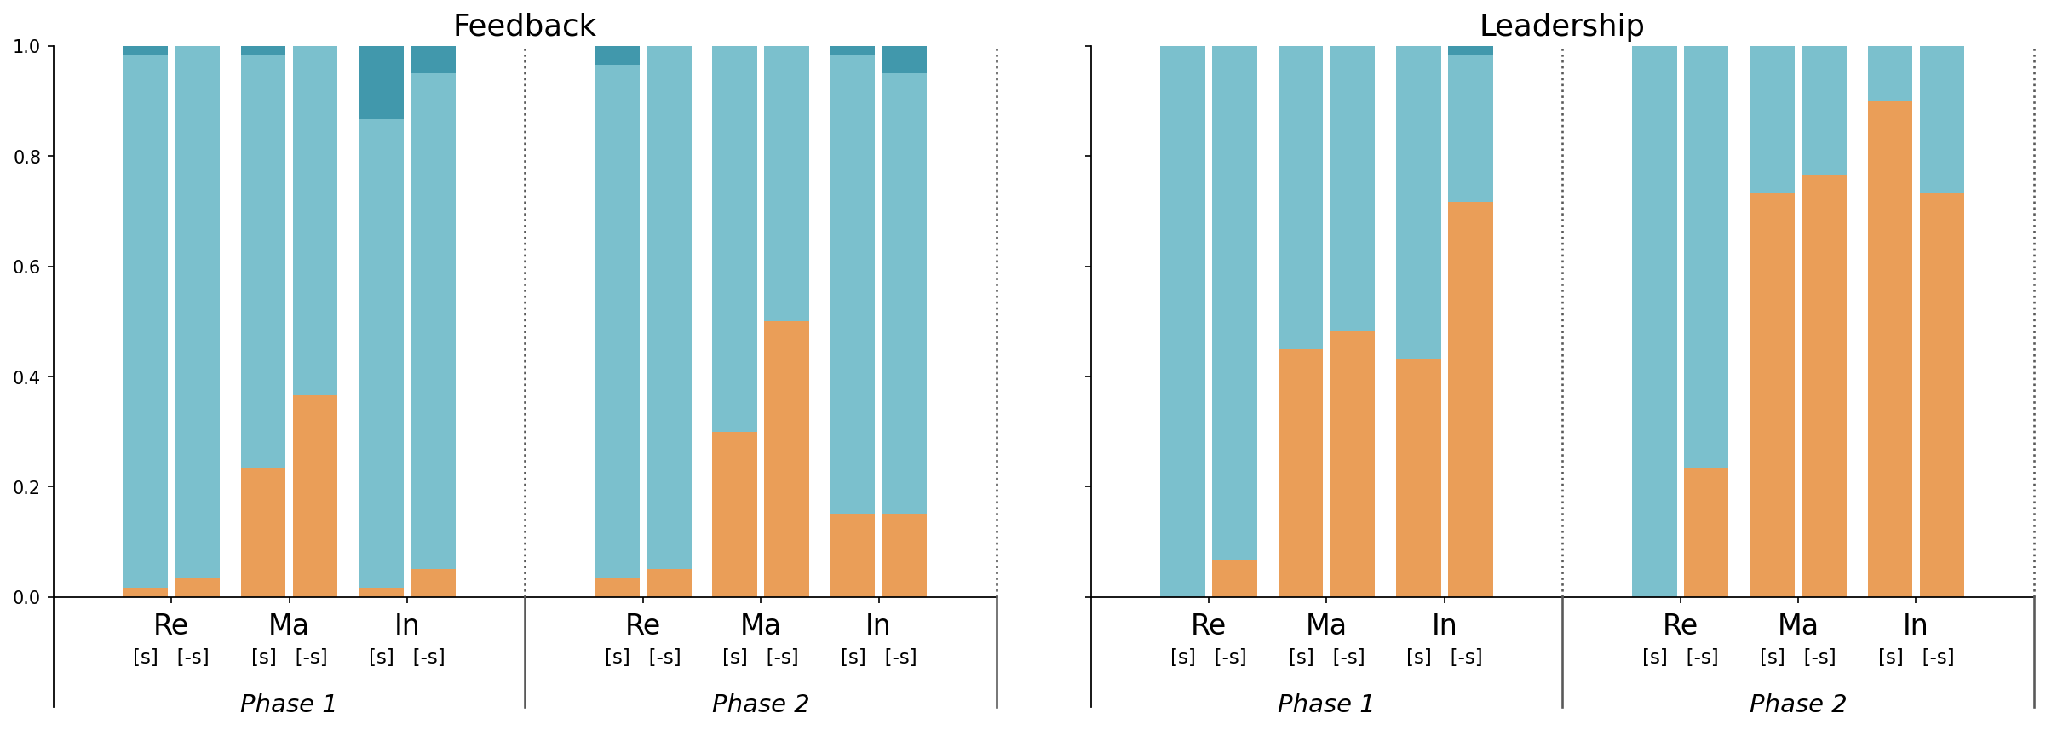 Feedback
Leadership
1.0
0.8
0.6
0.4
0.2
0.0
Re Ma In Re Ma In
[s] [-s] [s] [-s] [s] [-s] [s] [-s] [s] [-s] [s] [-s]
Phase 1 Phase 2
Re Ma In Re Ma In
[s] [-s] [s] [-s] [s] [-s] [s] [-s] [s] [-s] [s] [-s]
Phase 1 Phase 2